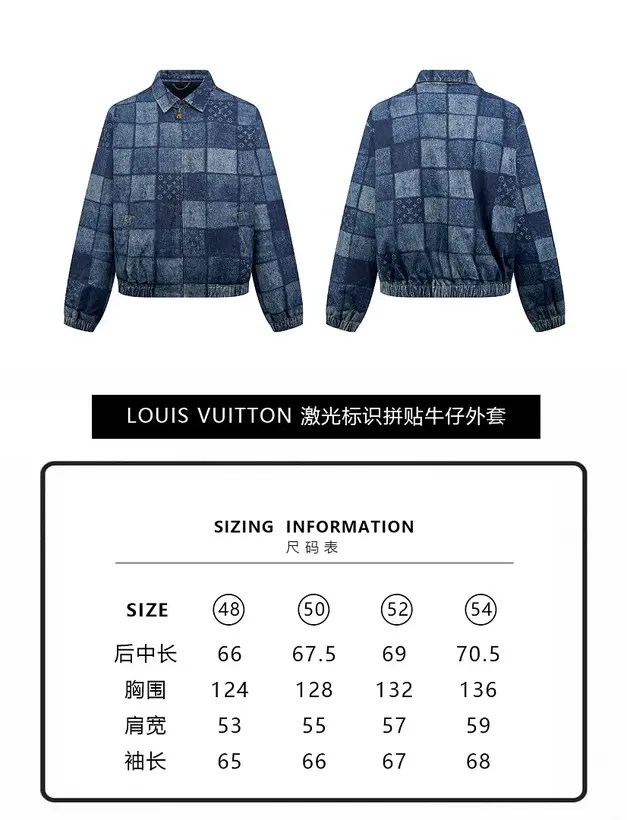 LOUIS VUITTON 激光标识拼贴牛仔外套
SIZING INFORMATION
尺码表
SIZE 48 50 52 54
后中长 66 67.5 69 70.5
胸围 124 128 132 136
肩宽 53 55 57 59
袖长 65 66 67 68